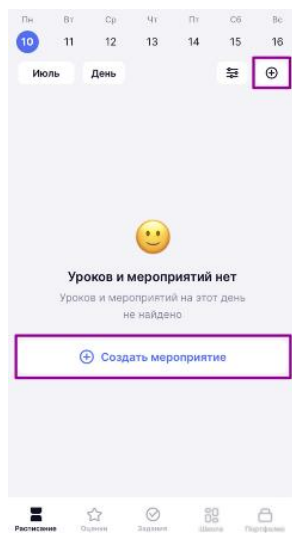 Пн Вт Ср Чт Пт Сб Вс
10 11 12 13 14 15 16
Июль День
Уроков и мероприятий нет
Уроков и мероприятий на этот день
не найдено
Создать мероприятие
Расписание Оценки Задания Школа Портфолио